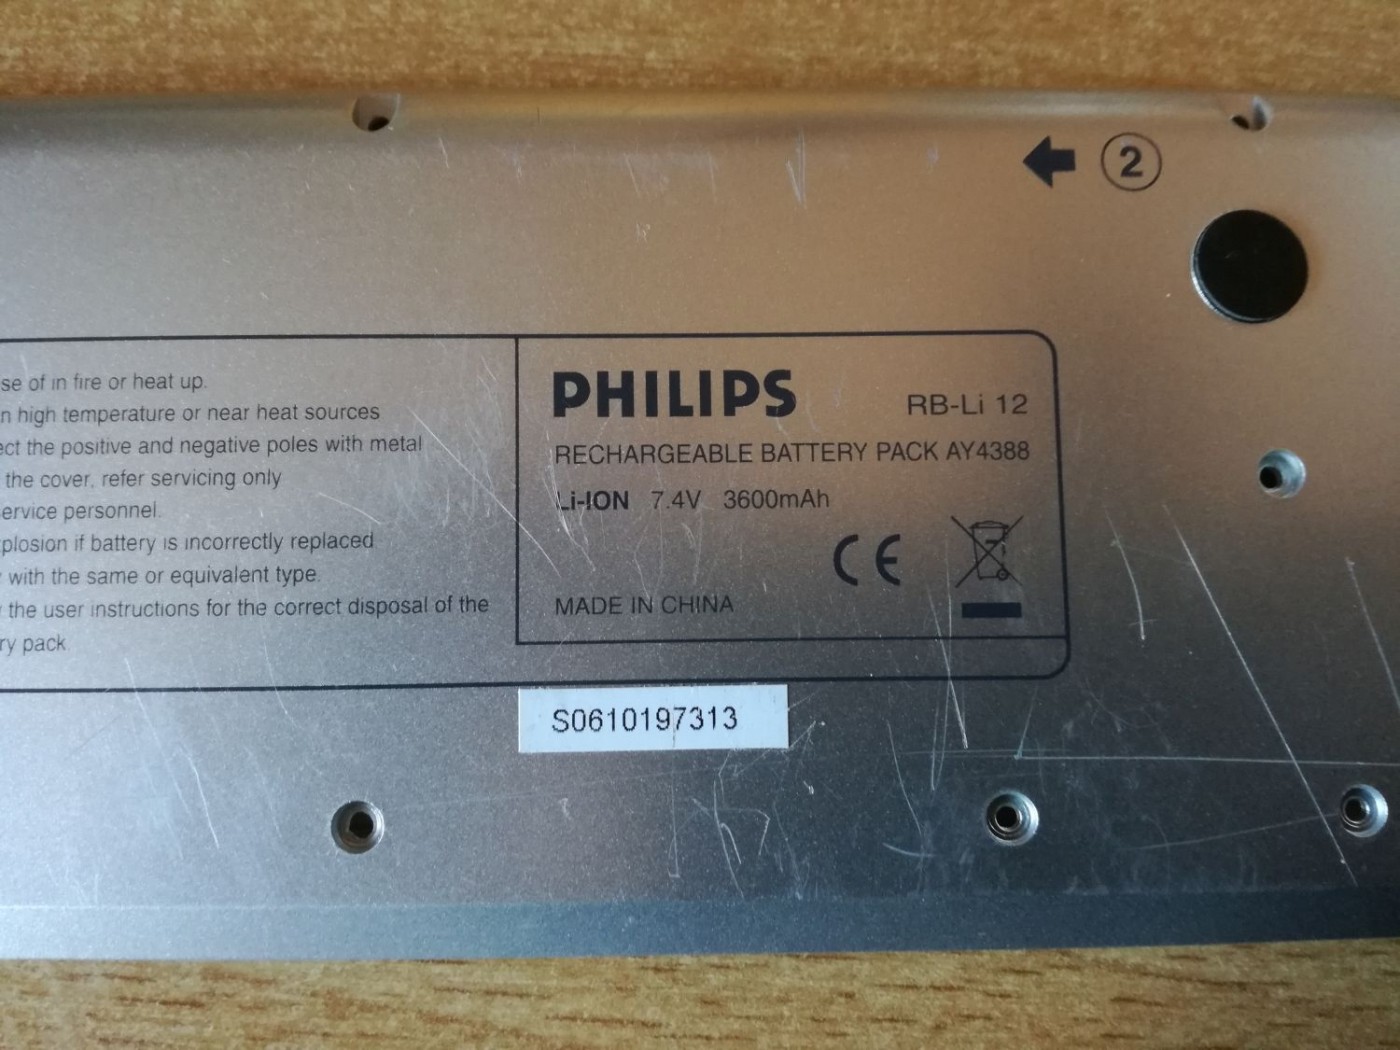 2
se of in fire or heat up.
n high temperature or near heat sources
ect the positive and negative poles with metal
the cover, refer servicing only
ervice personnel.
plosion if battery is incorrectly replaced
with the same or equivalent type.
the user instructions for the correct disposal of the
ry pack.
PHILIPS RB-Li 12
RECHARGEABLE BATTERY PACK AY4388
Li-ION 7.4V 3600mAh
CE
MADE IN CHINA
S0610197313